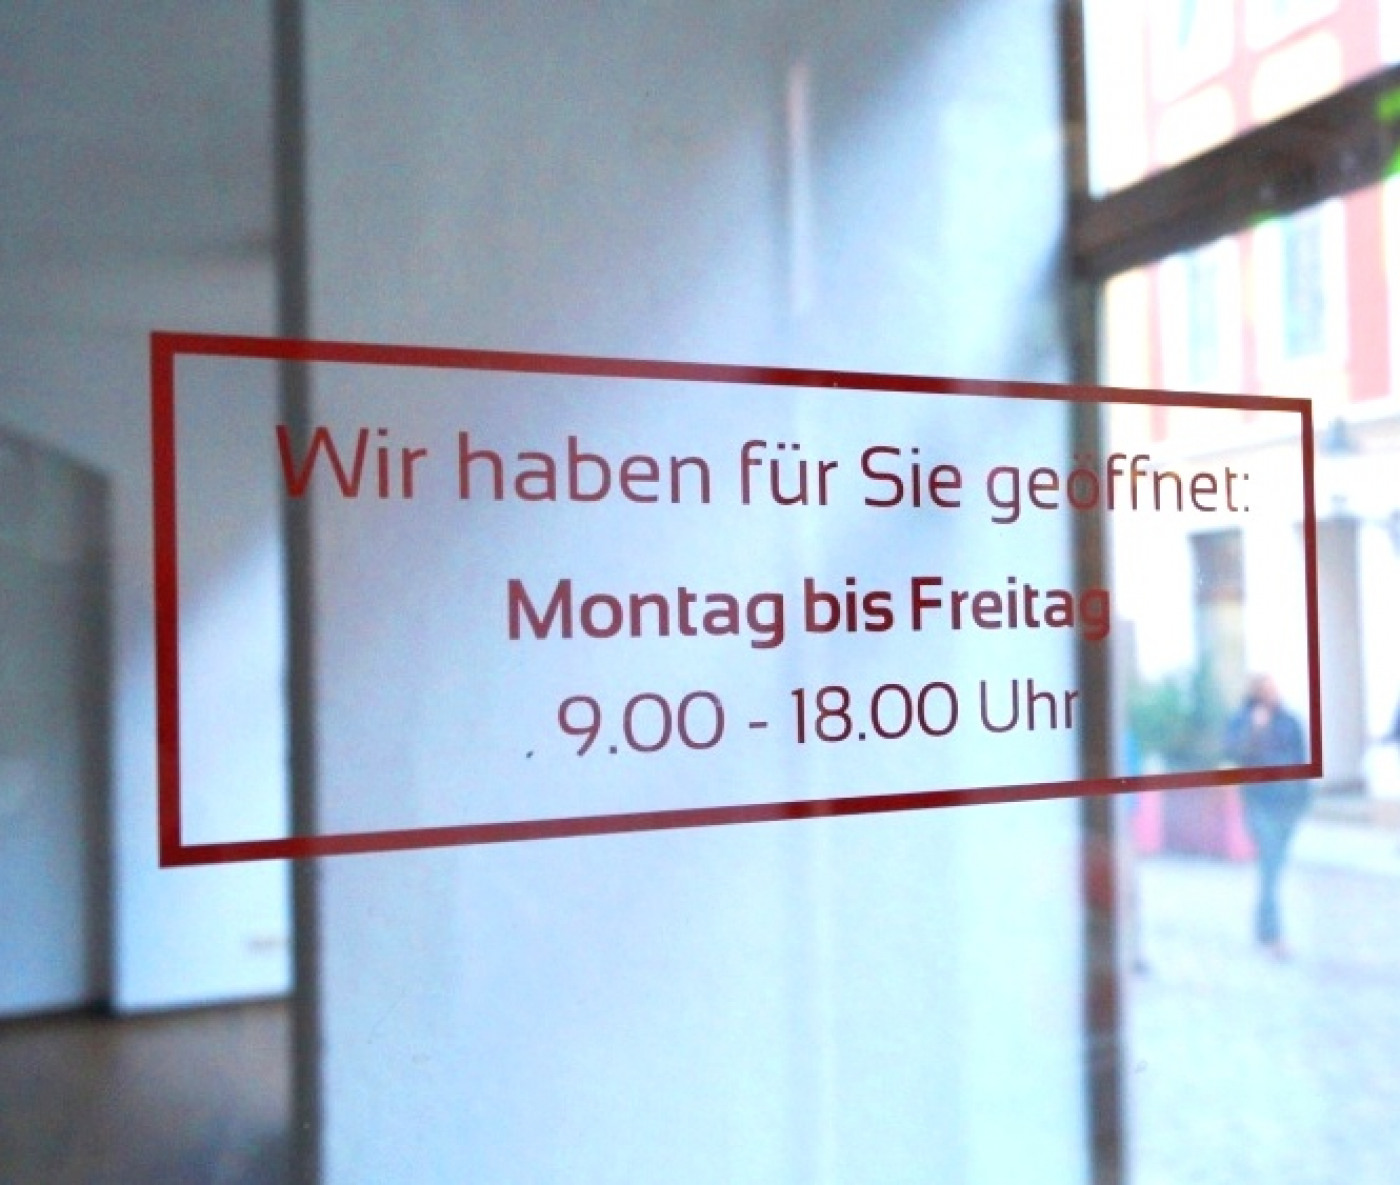 Wir haben für Sie geöffnet:
Montag bis Freitag
9.00 - 18.00 Uhr